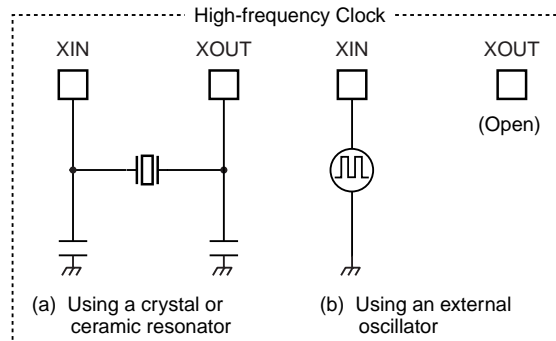 High-frequency Clock
XIN
XOUT
XIN
XOUT
(Open)
(a) Using a crystal or
ceramic resonator
(b) Using an external
oscillator